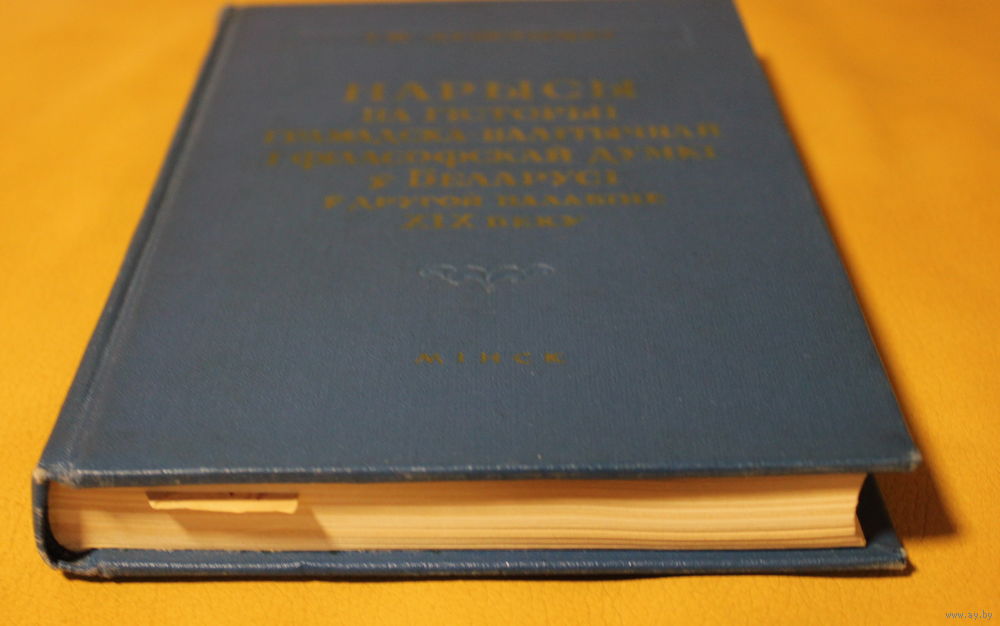 НАРЫСЫ
ПА ГІСТОРЫІ
ГРАМАДСКА-ПАЛІТЫЧНАЙ
І ФІЛАСОФСКАЙ ДУМКІ
У БЕЛАРУСІ
Ў ДРУГОЙ ПАЛАВІНЕ
XIX ВЕКУ
МІНСК
www.ay.by